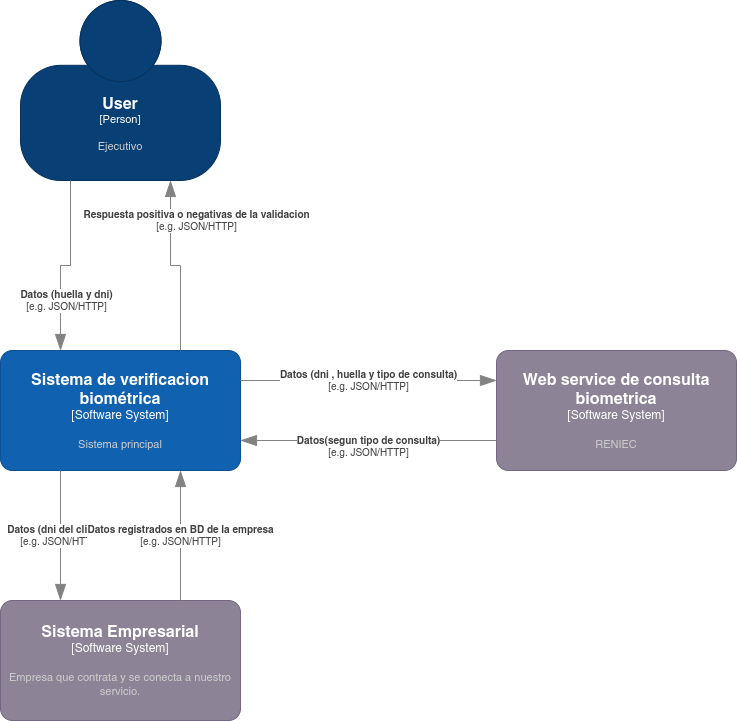 User
[Person]
Ejecutivo
Respuesta positiva o negativas de la validacion
[e.g. JSON/HTTP]
Datos (huella y dni)
[e.g. JSON/HTTP]
Sistema de verificacion
biométrica
[Software System]
Sistema principal
Datos (dni , huella y tipo de consulta)
[e.g. JSON/HTTP]
Datos(segun tipo de consulta)
[e.g. JSON/HTTP]
Web service de consulta
biometrica
[Software System]
RENIEC
Datos (dni del cli
[e.g. JSON/HT
Datos registrados en BD de la empresa
[e.g. JSON/HTTP]
Sistema Empresarial
[Software System]
Empresa que contrata y se conecta a nuestro
servicio.